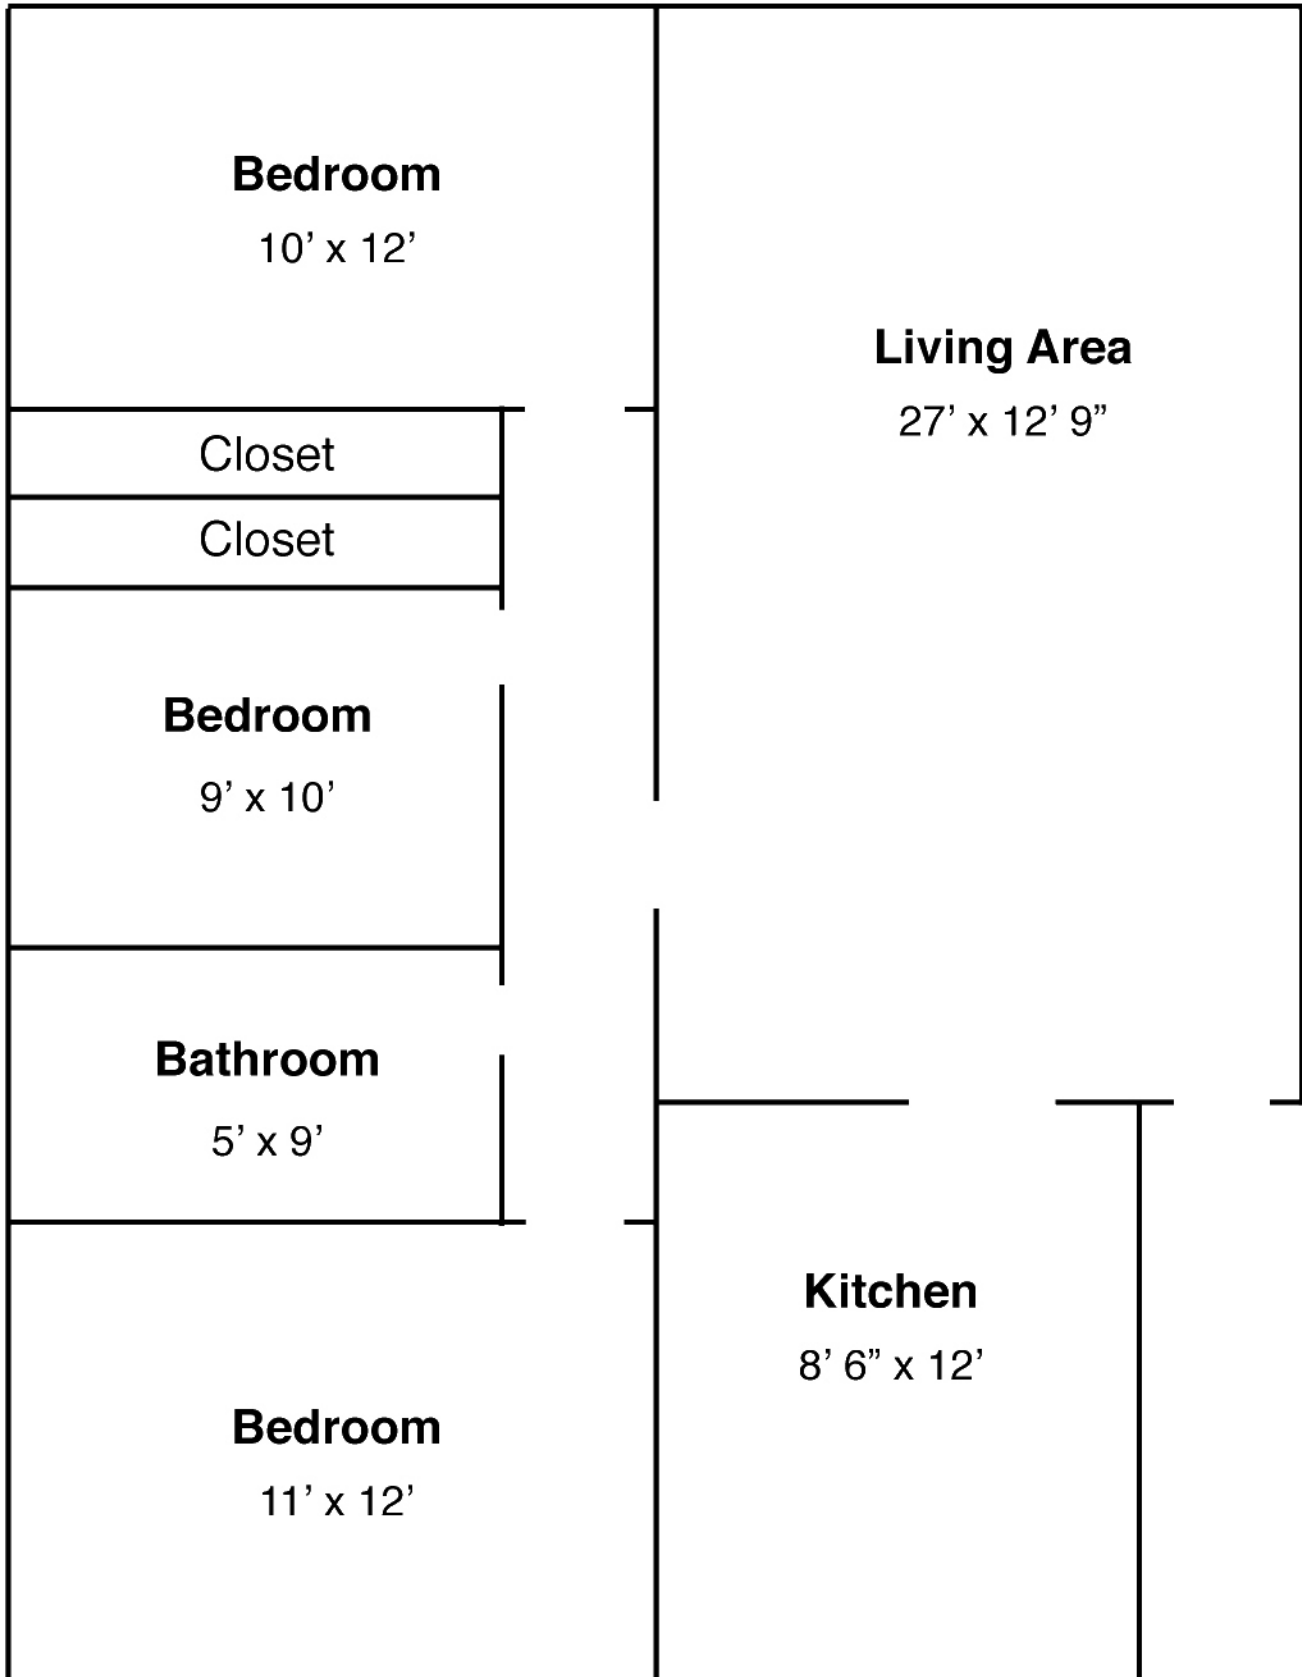 Bedroom
10’ x 12’
Living Area
27’ x 12’ 9”
Closet
Closet
Bedroom
9’ x 10’
Bathroom
5’ x 9’
Kitchen
8’ 6” x 12’
Bedroom
11’ x 12’